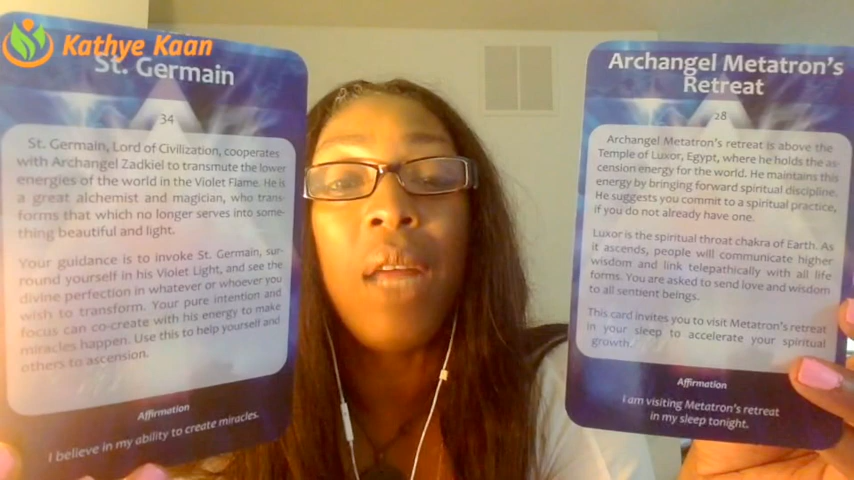 Kathye Kaan
St. Germain
34
St. Germain, Lord of Civilization, cooperates
with Archangel Zadkiel to transmute the lower
energies of the world in the Violet Flame. He is
a great alchemist and magician, who trans-
forms that which no longer serves into some-
thing beautiful and light.
Your guidance is to invoke St. Germain, sur-
round yourself in his Violet Light, and see the
divine perfection in whatever or whoever you
wish to transform. Your pure intention and
focus can co-create with his energy to make
miracles happen. Use this to help yourself and
others to ascension.
Affirmation
I believe in my ability to create miracles.
Archangel Metatron's
Retreat
28
Archangel Metatron's retreat is above the
Temple of Luxor, Egypt, where he holds the as-
cension energy for the world. He maintains this
energy by bringing forward spiritual discipline.
He suggests you commit to a spiritual practice,
if you do not already have one.
Luxor is the spiritual throat chakra of Earth. As
it ascends, people will communicate higher
wisdom and link telepathically with all life
forms. You are asked to send love and wisdom
to all sentient beings.
This card invites you to visit Metatron's retreat
in your sleep to accelerate your spiritual
growth.
Affirmation
I am visiting Metatron's retreat
in my sleep tonight.